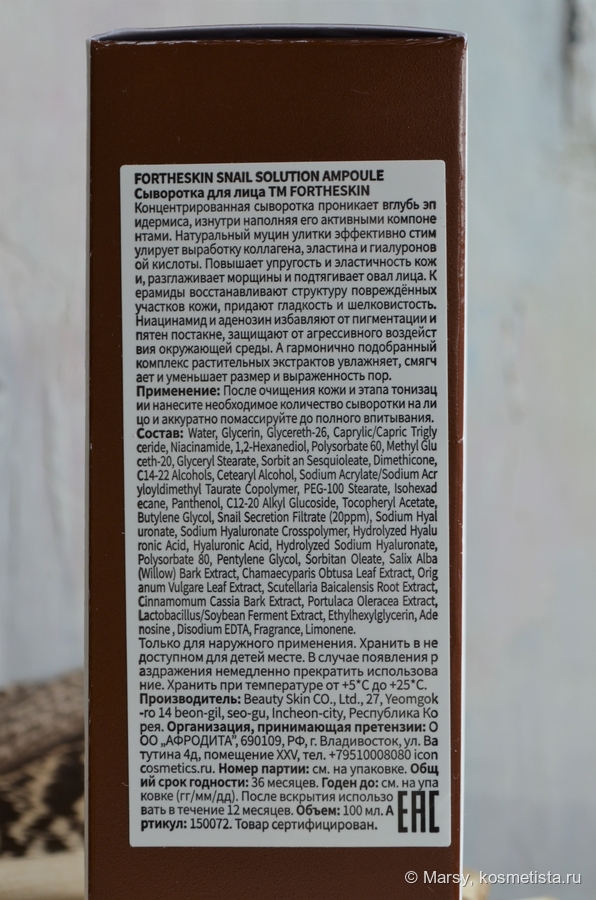 FORTHESKIN SNAIL SOLUTION AMPOULE
Сыворотка для лица ТМ FORTHESKIN
Концентрированная сыворотка проникает вглубь эп
идермиса, изнутри наполняя его активными компоне
нтами. Натуральный муцин улитки эффективно стим
улирует выработку коллагена, эластина и гиалуронов
ой кислоты. Повышает упругость и эластичность кож
и, разглаживает морщины и подтягивает овал лица. К
ерамиды восстанавливают структуру повреждённых
участков кожи, придают гладкость и шелковистость.
Ниацинамид и аденозин избавляют от пигментации и
пятен постакне, защищают от агрессивного воздейст
вия окружающей среды. А гармонично подобранный
комплекс растительных экстрактов увлажняет, смягч
ает и уменьшает размер и выраженность пор.
Применение: После очищения кожи и этапа тонизац
ии нанесите необходимое количество сыворотки на ли
цо и аккуратно помассируйте до полного впитывания.
Состав: Water, Glycerin, Glycereth-26, Caprylic/Capric Trigly
ceride, Niacinamide, 1,2-Hexanediol, Polysorbate 60, Methyl Glu
ceth-20, Glyceryl Stearate, Sorbit an Sesquioleate, Dimethicone,
C14-22 Alcohols, Cetearyl Alcohol, Sodium Acrylate/Sodium Acr
yloyldimethyl Taurate Copolymer, PEG-100 Stearate, Isohexad
ecane, Panthenol, C12-20 Alkyl Glucoside, Tocopheryl Acetate,
Butylene Glycol, Snail Secretion Filtrate (20ppm), Sodium Hyal
uronate, Sodium Hyaluronate Crosspolymer, Hydrolyzed Hyalu
ronic Acid, Hyaluronic Acid, Hydrolyzed Sodium Hyaluronate,
Polysorbate 80, Pentylene Glycol, Sorbitan Oleate, Salix Alba
(Willow) Bark Extract, Chamaecyparis Obtusa Leaf Extract, Orig
anum Vulgare Leaf Extract, Scutellaria Baicalensis Root Extract,
Cinnamomum Cassia Bark Extract, Portulaca Oleracea Extract,
Lactobacillus/Soybean Ferment Extract, Ethylhexylglycerin, Ade
nosine , Disodium EDTA, Fragrance, Limonene.
Только для наружного применения. Хранить в не
доступном для детей месте. В случае появления р
аздражения немедленно прекратить использова
ние. Хранить при температуре от +5°С до +25°С.
Производитель: Beauty Skin CO., Ltd., 27, Yeomgok
-ro 14 beon-gil, seo-gu, Incheon-city, Республика Ко
рея. Организация, принимающая претензии: О
ОО „АФРОДИТА”, 690109, РФ, г. Владивосток, ул. Ва
тутина 4д, помещение XXV, тел. +79510008080 icon
cosmetics.ru. Номер партии: см. на упаковке. Общ
ий срок годности: 36 месяцев. Годен до: см. на упа
ковке (гг/мм/дд). После вскрытия использо
вать в течение 12 месяцев. Объем: 100 мл. А
ртикул: 150072. Товар сертифицирован.
EAC
© Marsy, kosmetista.ru